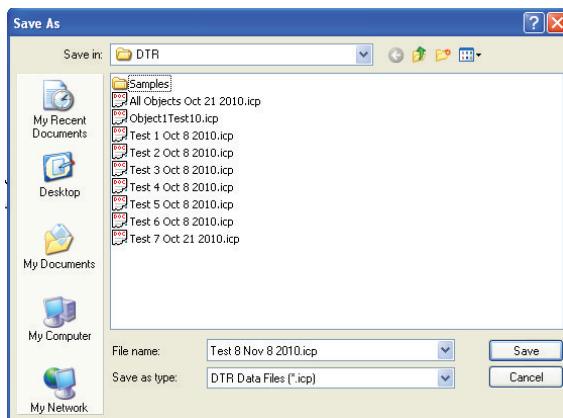 Save As
Save in: DTR
My Recent Documents
Desktop
My Documents
My Computer
My Network
Samples
All Objects Oct 21 2010.icp
Object1Test10.icp
Test 1 Oct 8 2010.icp
Test 2 Oct 8 2010.icp
Test 3 Oct 8 2010.icp
Test 4 Oct 8 2010.icp
Test 5 Oct 8 2010.icp
Test 6 Oct 8 2010.icp
Test 7 Oct 21 2010.icp
File name: Test 8 Nov 8 2010.icp Save
Save as type: DTR Data Files (*.icp) Cancel